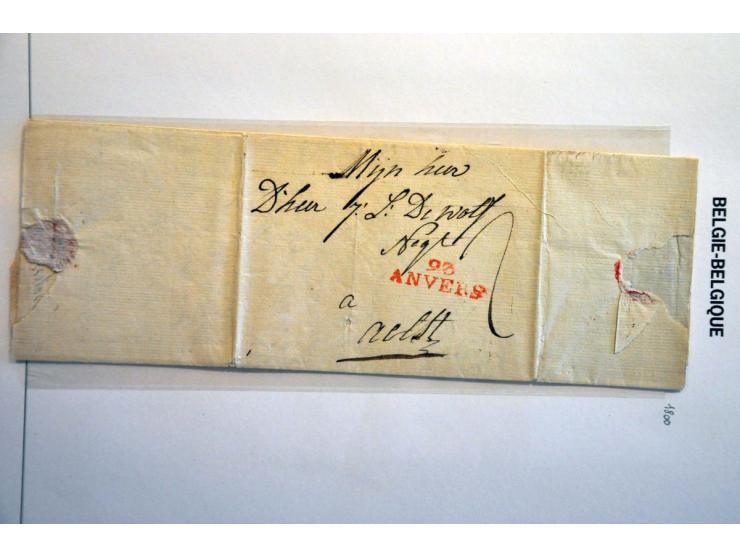 Mijn heer
D'heer J: S: De wolf
Negt
93
ANVERS
a
aelst
BELGIE-BELGIQUE
1800